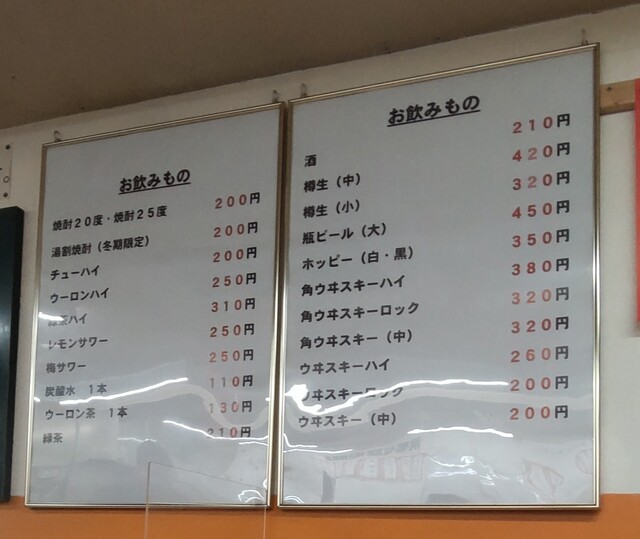 お飲みもの
焼酎20度・焼酎25度 200円
湯割焼酎（冬期限定） 200円
チューハイ 200円
ウーロンハイ 250円
緑茶ハイ 310円
レモンサワー 250円
梅サワー 250円
炭酸水 1本 110円
ウーロン茶 1本 130円
緑茶 210円
お飲みもの
酒 210円
樽生（中） 420円
樽生（小） 320円
瓶ビール（大） 450円
ホッピー（白・黒） 350円
角ウヰスキーハイ 380円
角ウヰスキーロック 320円
角ウヰスキー（中） 320円
ウヰスキーハイ 260円
ウヰスキーロック 200円
ウヰスキー（中） 200円